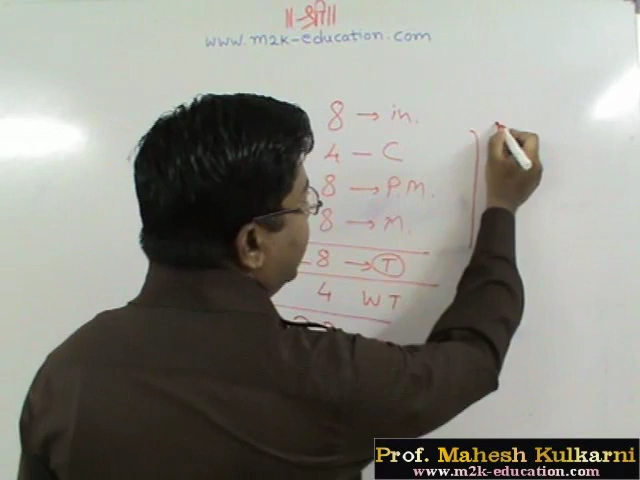 ॥श्री॥
www.m2k-education.com
8 → in.
4 – C
8 → P.M.
8 → M.
8 → T
4 WT
Prof. Mahesh Kulkarni
www.m2k-education.com